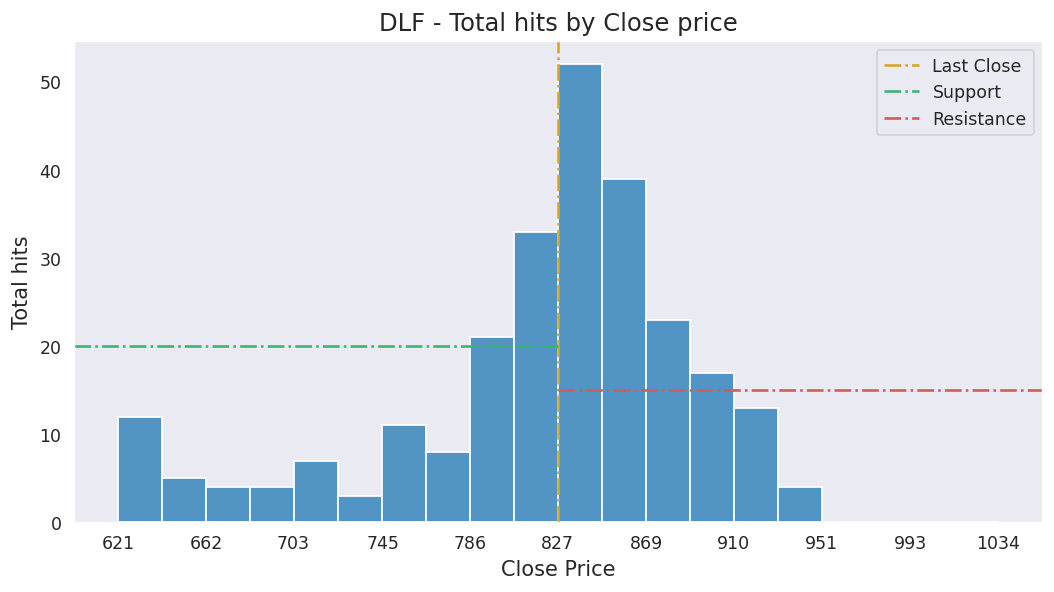 DLF - Total hits by Close price
Last Close
Support
Resistance
Total hits
50
40
30
20
10
0
621 662 703 745 786 827 869 910 951 993 1034
Close Price